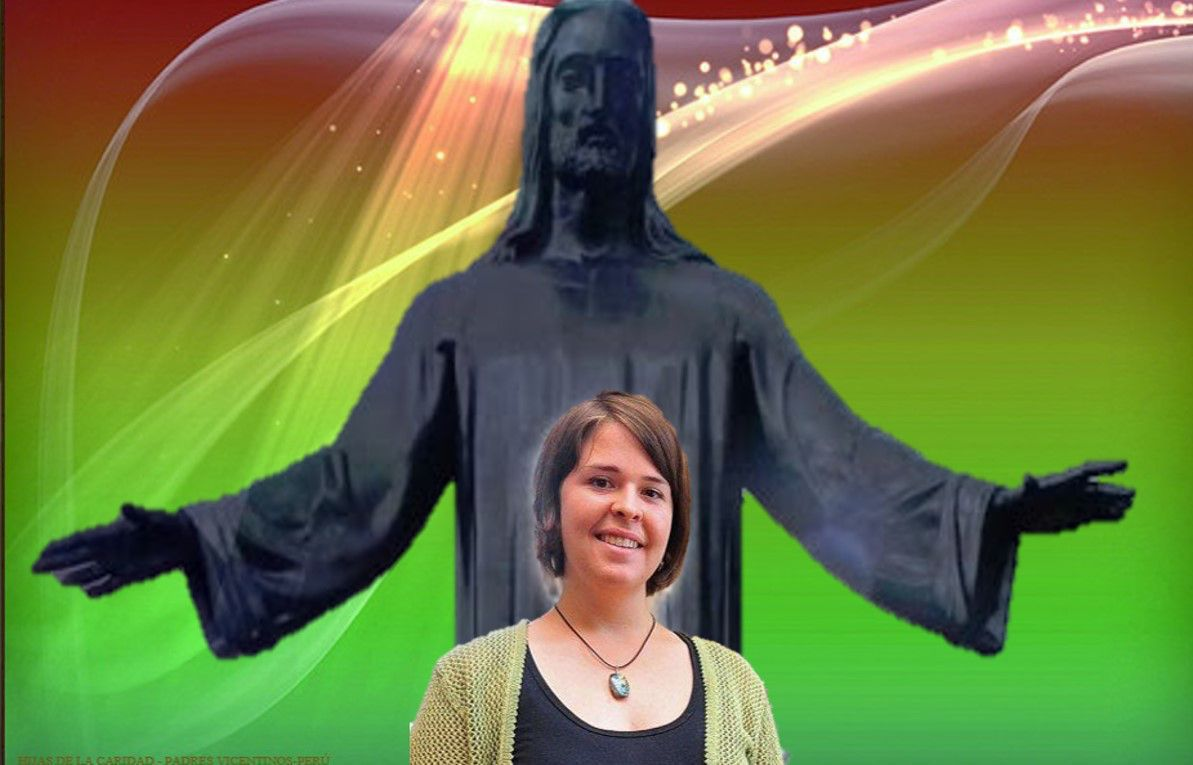 HIJAS DE LA CARIDAD - PADRES VICENTINOS-PERÚ